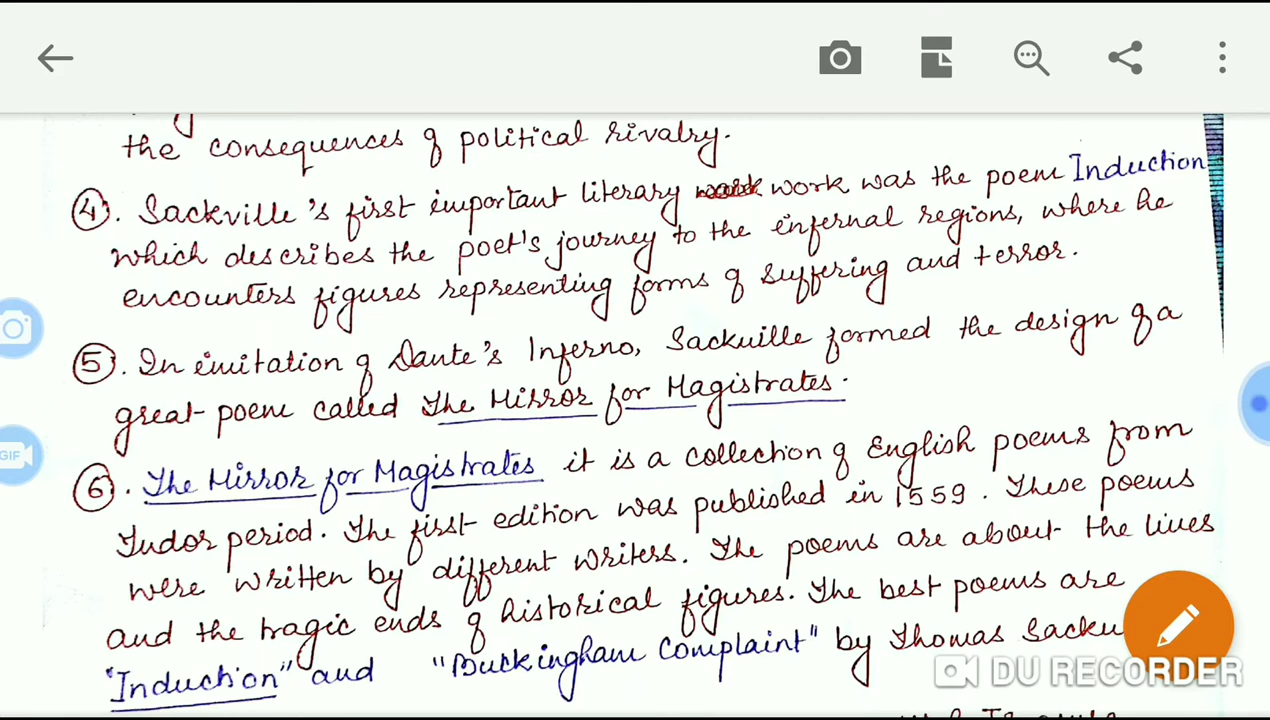 the consequences of political rivalry.
④. Sackville's first important literary work was the poem Induction
which describes the poet's journey to the infernal regions, where he
encounters figures representing forms of suffering and terror.
⑤. In imitation of Dante's Inferno, Sackville formed the design of a
great poem called The Mirror for Magistrates.
⑥. The Mirror for Magistrates it is a collection of English poems from
Tudor period. The first edition was published in 1559. These poems
were written by different writers. The poems are about the lives
and the tragic ends of historical figures. The best poems are
"Induction" and "Buckingham Complaint" by Thomas Sacku
GIF
DU RECORDER